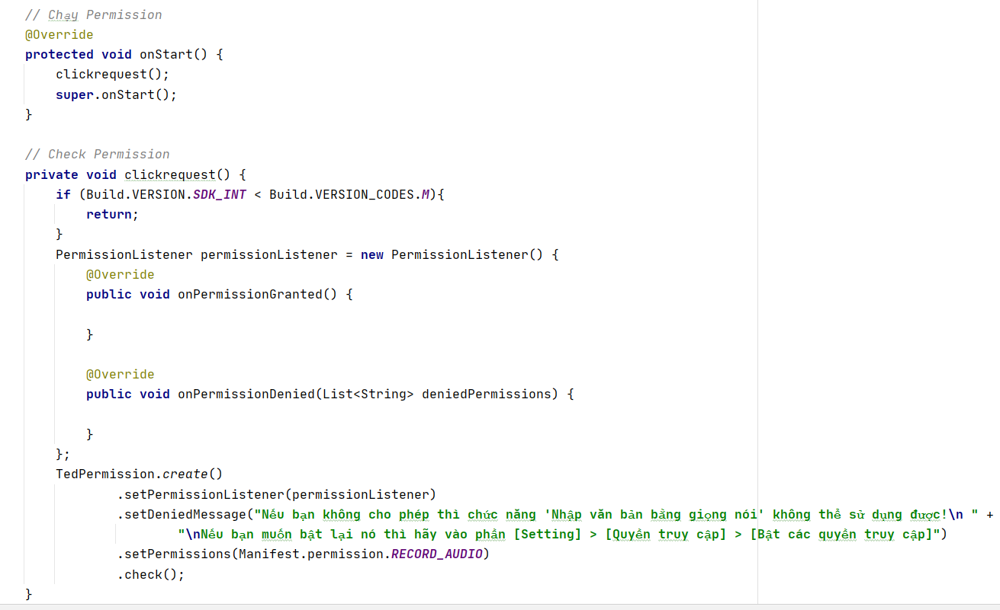 // Chạy Permission
@Override
protected void onStart() {
    clickrequest();
    super.onStart();
}

// Check Permission
private void clickrequest() {
    if (Build.VERSION.SDK_INT < Build.VERSION_CODES.M){
        return;
    }
    PermissionListener permissionListener = new PermissionListener() {
        @Override
        public void onPermissionGranted() {

        }

        @Override
        public void onPermissionDenied(List<String> deniedPermissions) {

        }
    };
    TedPermission.create()
            .setPermissionListener(permissionListener)
            .setDeniedMessage("Nếu bạn không cho phép thì chức năng 'Nhập văn bản bằng giọng nói' không thể sử dụng được!\n " +
                    "\nNếu bạn muốn bật lại nó thì hãy vào phần [Setting] > [Quyền truy cập] > [Bật các quyền truy cập]")
            .setPermissions(Manifest.permission.RECORD_AUDIO)
            .check();
}